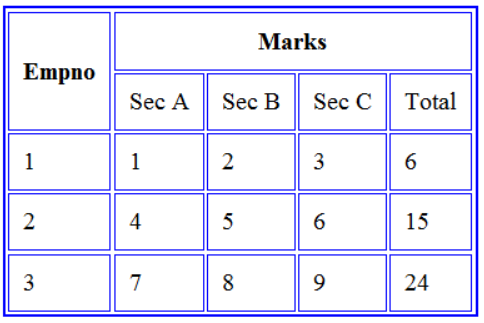 Empno Marks
Sec A Sec B Sec C Total
1 1 2 3 6
2 4 5 6 15
3 7 8 9 24